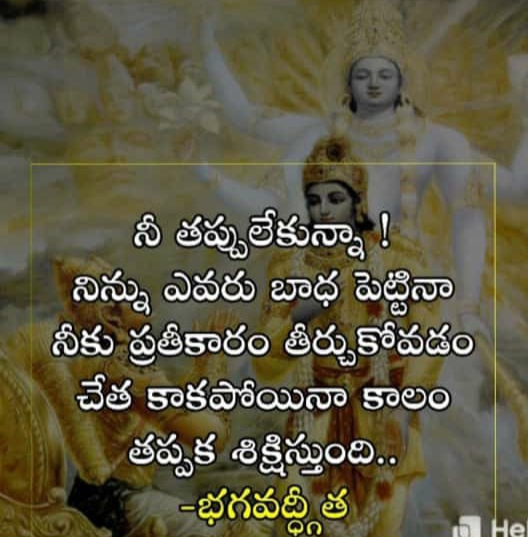 నీ తప్పులేకున్నా !
నిన్ను ఎవరు బాధ పెట్టినా
నీకు ప్రతీకారం తీర్చుకోవడం
చేత కాకపోయినా కాలం
తప్పక శిక్షిస్తుంది..
-భగవద్గీత